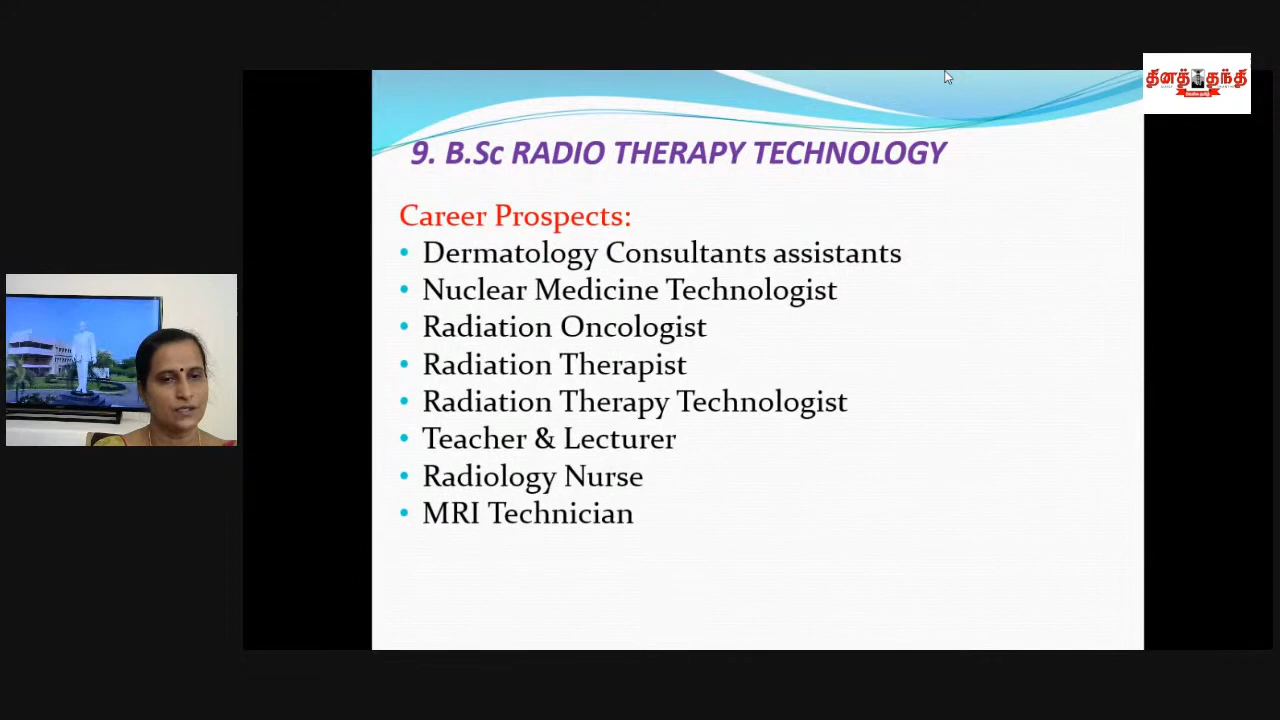 தினத்தந்தி
9. B.Sc RADIO THERAPY TECHNOLOGY
Career Prospects:
• Dermatology Consultants assistants
• Nuclear Medicine Technologist
• Radiation Oncologist
• Radiation Therapist
• Radiation Therapy Technologist
• Teacher & Lecturer
• Radiology Nurse
• MRI Technician